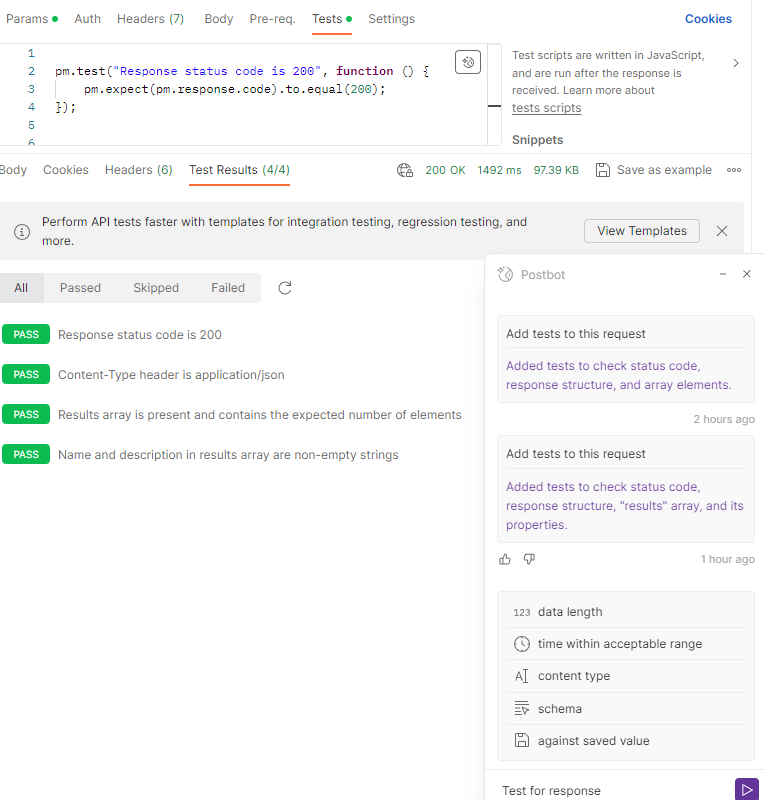 Params Auth Headers (7) Body Pre-req. Tests Settings Cookies
1
2 pm.test("Response status code is 200", function () {
3 pm.expect(pm.response.code).to.equal(200);
4 });
5
6
Test scripts are written in JavaScript,
and are run after the response is
received. Learn more about
tests scripts
Snippets
Body Cookies Headers (6) Test Results (4/4) 200 OK 1492 ms 97.39 KB Save as example
Perform API tests faster with templates for integration testing, regression testing, and
more.
View Templates
All Passed Skipped Failed
PASS Response status code is 200
PASS Content-Type header is application/json
PASS Results array is present and contains the expected number of elements
PASS Name and description in results array are non-empty strings
Postbot
Add tests to this request
Added tests to check status code,
response structure, and array elements.
2 hours ago
Add tests to this request
Added tests to check status code,
response structure, "results" array, and its
properties.
1 hour ago
123 data length
time within acceptable range
A content type
schema
against saved value
Test for response